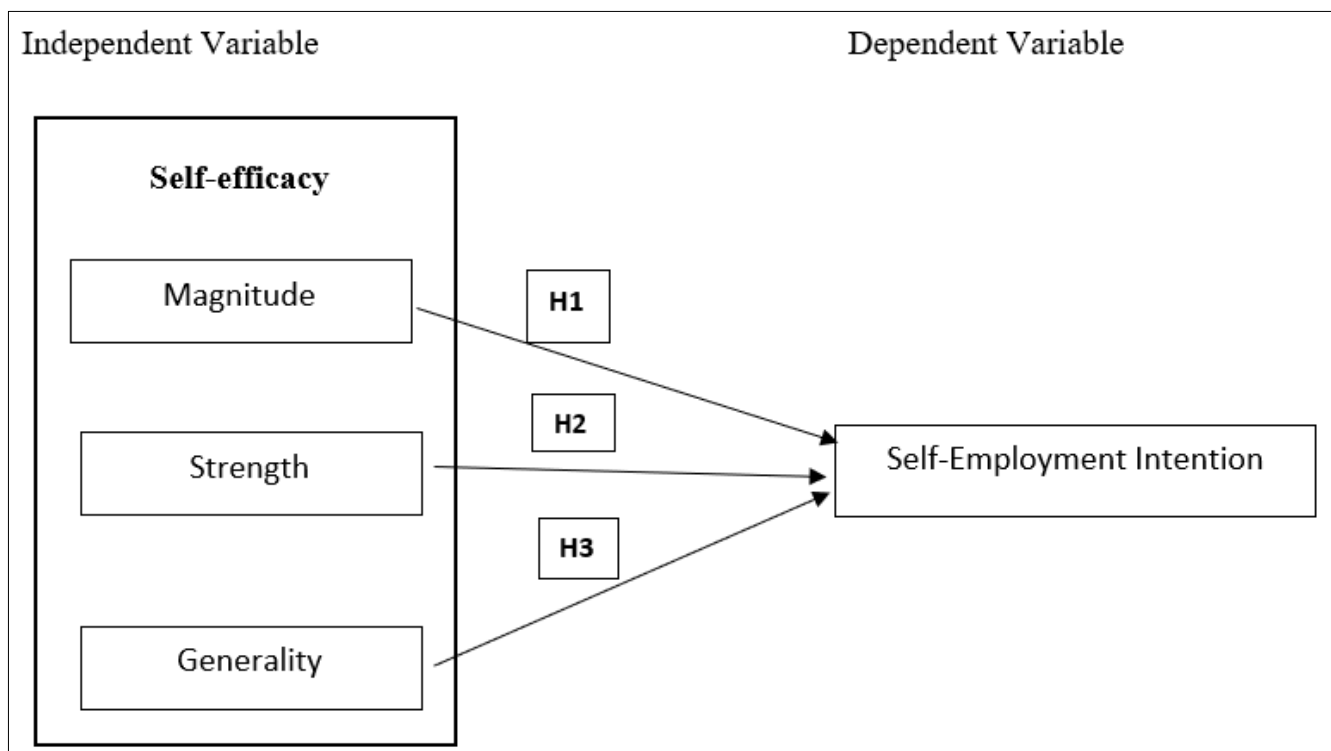 Independent Variable
Dependent Variable
Self-efficacy
Magnitude
H1
H2
Strength
Self-Employment Intention
H3
Generality